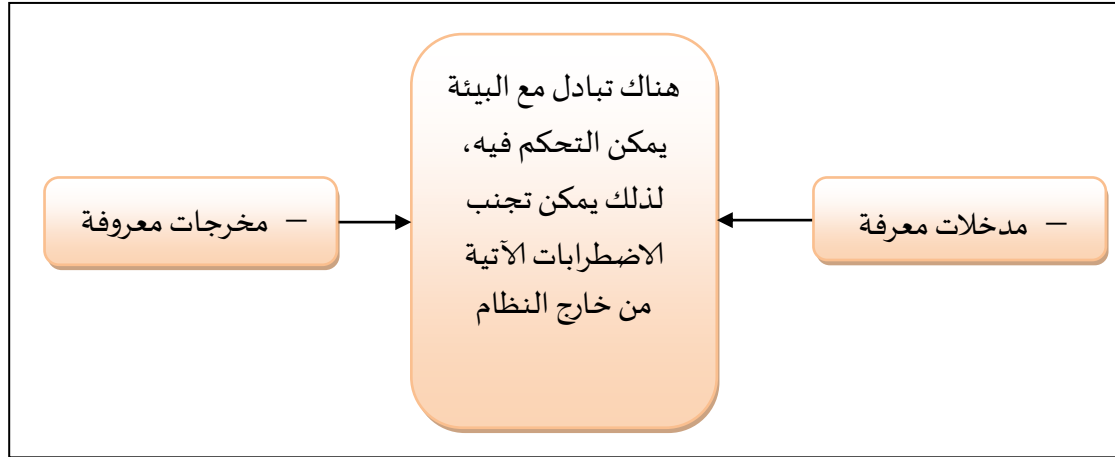 – مدخلات معرفة
هناك تبادل مع البيئة
يمكن التحكم فيه،
لذلك يمكن تجنب
الاضطرابات الآتية
من خارج النظام
– مخرجات معروفة